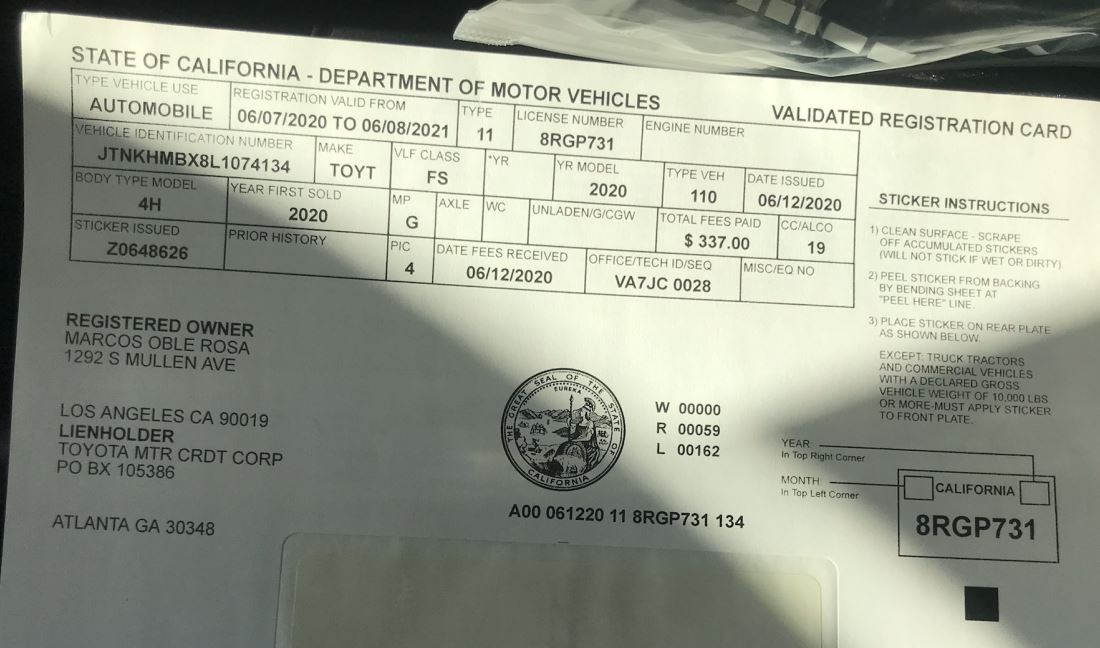 STATE OF CALIFORNIA - DEPARTMENT OF MOTOR VEHICLES
VALIDATED REGISTRATION CARD
TYPE VEHICLE USE REGISTRATION VALID FROM TYPE LICENSE NUMBER ENGINE NUMBER
AUTOMOBILE 06/07/2020 TO 06/08/2021 11 8RGP731
VEHICLE IDENTIFICATION NUMBER MAKE VLF CLASS *YR YR MODEL TYPE VEH DATE ISSUED
JTNKHMBX8L1074134 TOYT FS 2020 110 06/12/2020
BODY TYPE MODEL YEAR FIRST SOLD MP AXLE WC UNLADEN/G/CGW TOTAL FEES PAID CC/ALCO
4H 2020 G $ 337.00 19
STICKER ISSUED PRIOR HISTORY PIC DATE FEES RECEIVED OFFICE/TECH ID/SEQ MISC/EQ NO
Z0648626 4 06/12/2020 VA7JC 0028
REGISTERED OWNER
MARCOS OBLE ROSA
1292 S MULLEN AVE
LOS ANGELES CA 90019
LIENHOLDER
TOYOTA MTR CRDT CORP
PO BX 105386
ATLANTA GA 30348
THE GREAT SEAL OF THE STATE OF CALIFORNIA
EUREKA
W 00000
R 00059
L 00162
A00 061220 11 8RGP731 134
STICKER INSTRUCTIONS
1) CLEAN SURFACE - SCRAPE
OFF ACCUMULATED STICKERS
(WILL NOT STICK IF WET OR DIRTY).
2) PEEL STICKER FROM BACKING
BY BENDING SHEET AT
"PEEL HERE" LINE.
3) PLACE STICKER ON REAR PLATE
AS SHOWN BELOW.
EXCEPT: TRUCK TRACTORS
AND COMMERCIAL VEHICLES
WITH A DECLARED GROSS
VEHICLE WEIGHT OF 10,000 LBS
OR MORE-MUST APPLY STICKER
TO FRONT PLATE.
YEAR:
In Top Right Corner
MONTH:
In Top Left Corner
CALIFORNIA
8RGP731